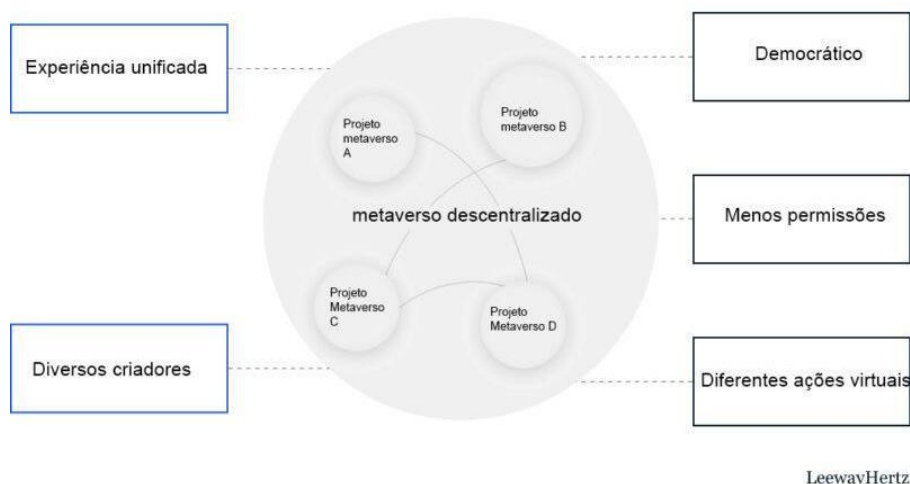 Experiência unificada
Democrático
Projeto
metaverso
A
Projeto
metaverso B
metaverso descentralizado
Menos permissões
Projeto
Metaverso
C
Projeto
Metaverso D
Diversos criadores
Diferentes ações virtuais
LeewayHertz